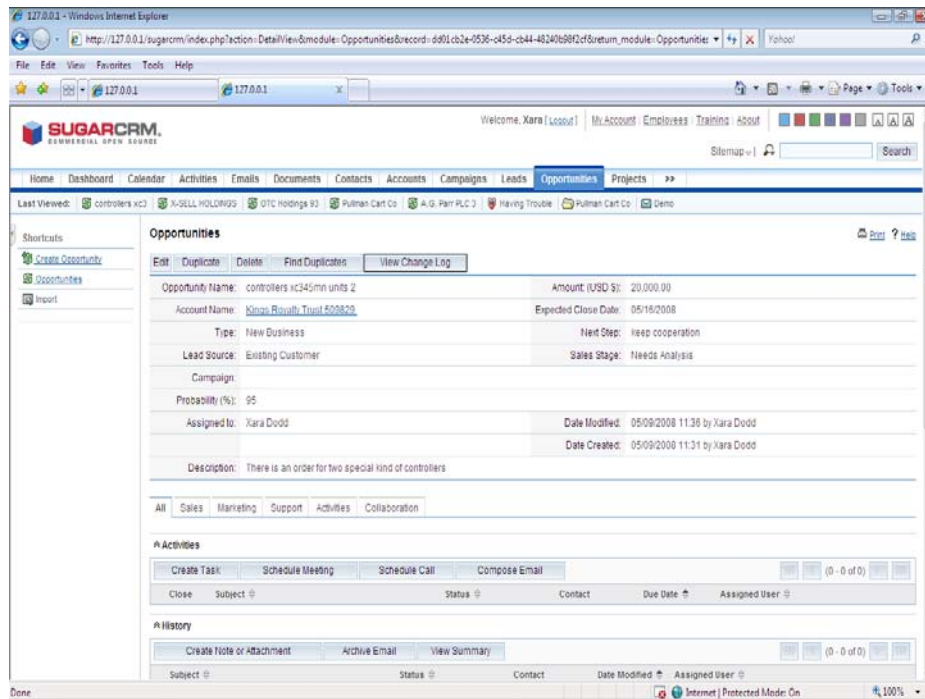 127.0.0.1 - Windows Internet Explorer
http://127.0.0.1/sugarcrm/index.php?action=DetailView&module=Opportunities&record=dd01cb2e-0536-c45d-cb44-48240b98f2cf&return_module=Opportunities
Yahoo!
File Edit View Favorites Tools Help
127.0.0.1 127.0.0.1 X Page Tools
Welcome, Xara [Logout] My Account Employees Training About A A A
SUGARCRM.
COMMERCIAL OPEN SOURCE
Sitemap Search
Home Dashboard Calendar Activities Emails Documents Contacts Accounts Campaigns Leads Opportunities Projects >>
Last Viewed: controllers xc3 X-SELL HOLDINGS OTC Holdings 93 Pullman Cart Co A.G. Parr PLC 3 Having Trouble Pullman Cart Co Demo
Shortcuts
Create Opportunity
Opportunities
Import
Opportunities
Print ? Help
Edit Duplicate Delete Find Duplicates View Change Log
Opportunity Name: controllers xc345mn units 2 Amount: (USD $): 20,000.00
Account Name: Kings Royalty Trust 509829 Expected Close Date: 05/16/2008
Type: New Business Next Step: keep cooperation
Lead Source: Existing Customer Sales Stage: Needs Analysis
Campaign:
Probability (%): 95
Assigned to: Xara Dodd Date Modified: 05/09/2008 11:36 by Xara Dodd
Date Created: 05/09/2008 11:31 by Xara Dodd
Description: There is an order for two special kind of controllers
All Sales Marketing Support Activities Collaboration
Activities
Create Task Schedule Meeting Schedule Call Compose Email (0 - 0 of 0)
Close Subject Status Contact Due Date Assigned User
History
Create Note or Attachment Archive Email View Summary (0 - 0 of 0)
Subject Status Contact Date Modified Assigned User
Done Internet | Protected Mode: On 100%